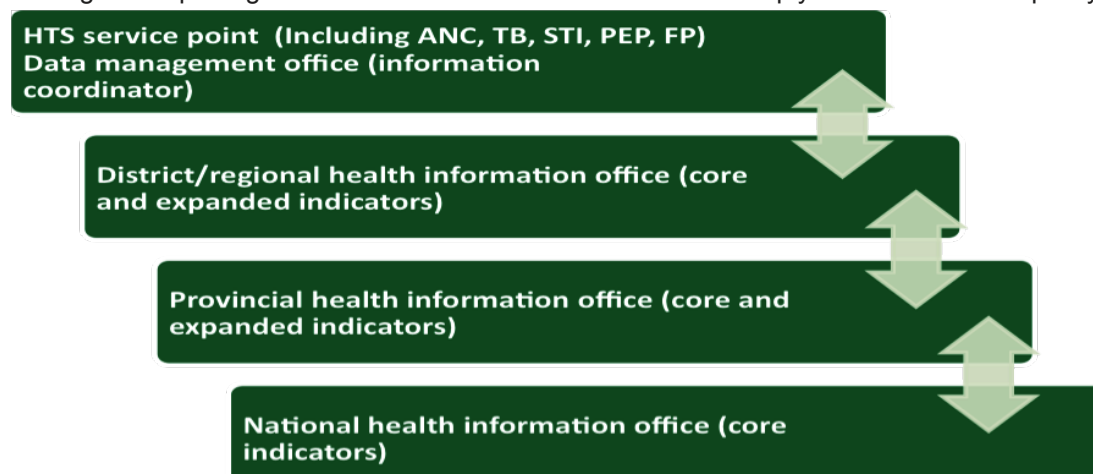 HTS service point (Including ANC, TB, STI, PEP, FP)
Data management office (information
coordinator)
District/regional health information office (core
and expanded indicators)
Provincial health information office (core and
expanded indicators)
National health information office (core
indicators)